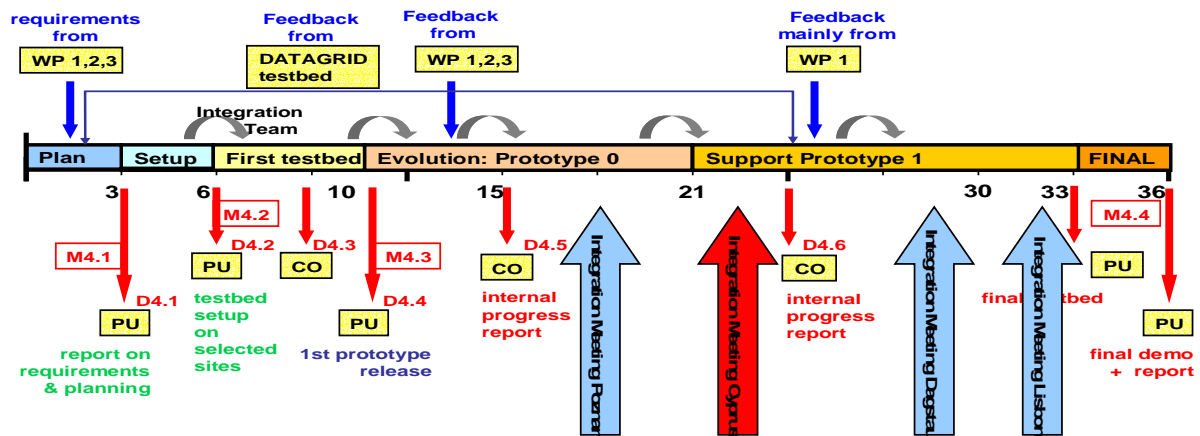 requirements
from
WP 1,2,3
Feedback
from
DATAGRID
testbed
Feedback
from
WP 1,2,3
Feedback
mainly from
WP 1
Integration
Team
Plan
Setup
First testbed
Evolution: Prototype 0
Support Prototype 1
FINAL
3
6
10
15
21
30
33
36
M4.1
D4.1
PU
report on
requirements
& planning
M4.2
D4.2
PU
testbed
setup
on
selected
sites
D4.3
CO
M4.3
D4.4
PU
1st prototype
release
D4.5
CO
internal
progress
report
Integration Meeting Poznan
Integration Meeting Cyprus
D4.6
CO
internal
progress
report
Integration Meeting Dagstu
Integration Meeting Lisbon
PU
M4.4
PU
final demo
+ report